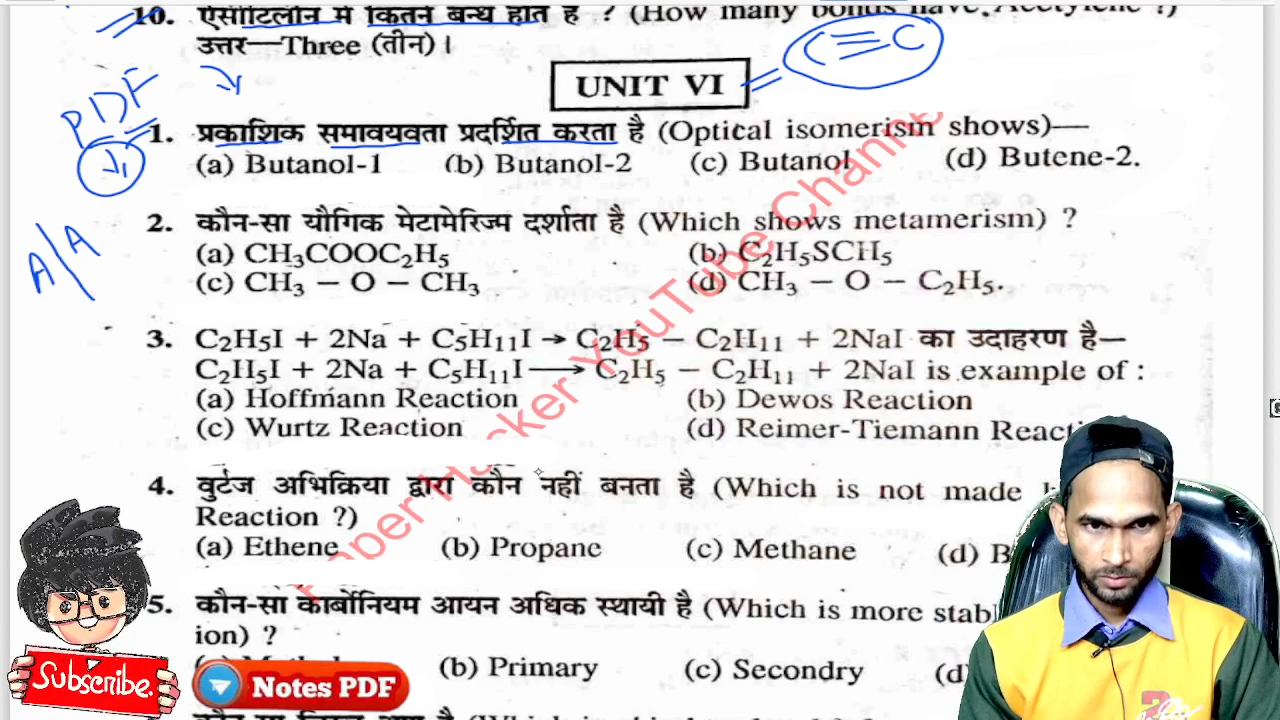 10. एसीटिलीन में कितने बन्ध होते हैं ? (How many bonds have Acetylene ?)
उत्तर—Three (तीन)।
C≡C
UNIT VI
PDF
1. प्रकाशिक समावयवता प्रदर्शित करता है (Optical isomerism shows)—
(a) Butanol-1 (b) Butanol-2 (c) Butanol (d) Butene-2.
A/A
2. कौन-सा यौगिक मेटामेरिज्म दर्शाता है (Which shows metamerism) ?
(a) CH₃COOC₂H₅ (b) C₂H₅SCH₅
(c) CH₃ – O – CH₃ (d) CH₃ – O – C₂H₅.
3. C₂H₅I + 2Na + C₅H₁₁I → C₂H₅ – C₂H₁₁ + 2NaI का उदाहरण है—
C₂H₅I + 2Na + C₅H₁₁I ⟶ C₂H₅ – C₂H₁₁ + 2NaI is example of :
(a) Hoffmann Reaction (b) Dewos Reaction
(c) Wurtz Reaction (d) Reimer-Tiemann
4. वुर्टज अभिक्रिया द्वारा कौन नहीं बनता है (Which is not made
Reaction ?)
(a) Ethene (b) Propane (c) Methane (d)
5. कौन-सा कार्बोनियम आयन अधिक स्थायी है (Which is more
ion) ?
(b) Primary (c) Secondry
Hacker YouTube Channel
Subscribe.
Notes PDF